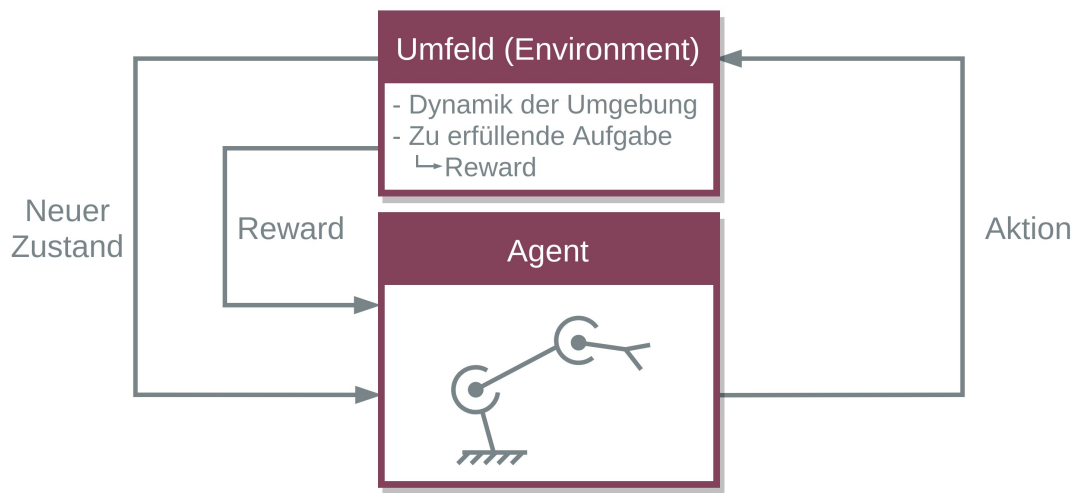 Umfeld (Environment)
- Dynamik der Umgebung
- Zu erfüllende Aufgabe
Reward
Neuer
Zustand
Reward
Aktion
Agent